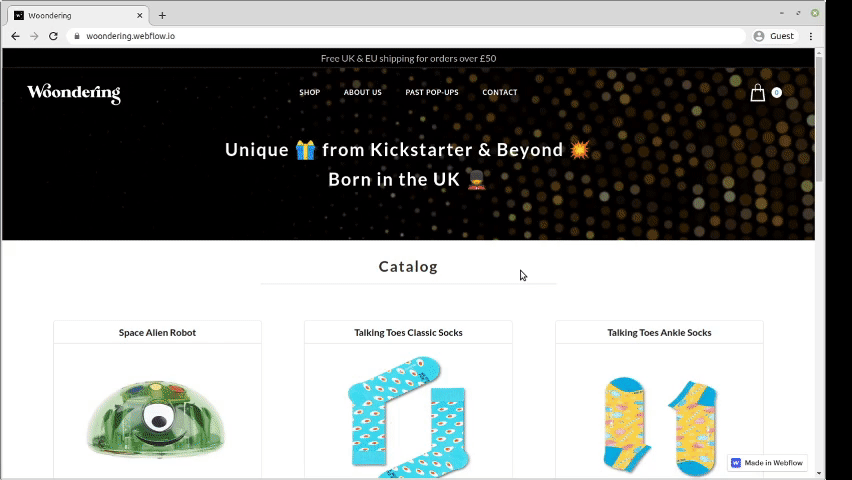 Woondering
woondering.webflow.io
Guest
Free UK & EU shipping for orders over £50
Woondering
SHOP
ABOUT US
PAST POP-UPS
CONTACT
0
Unique 🎁 from Kickstarter & Beyond 💥
Born in the UK 💂
Catalog
Space Alien Robot
Talking Toes Classic Socks
Talking Toes Ankle Socks
Made in Webflow